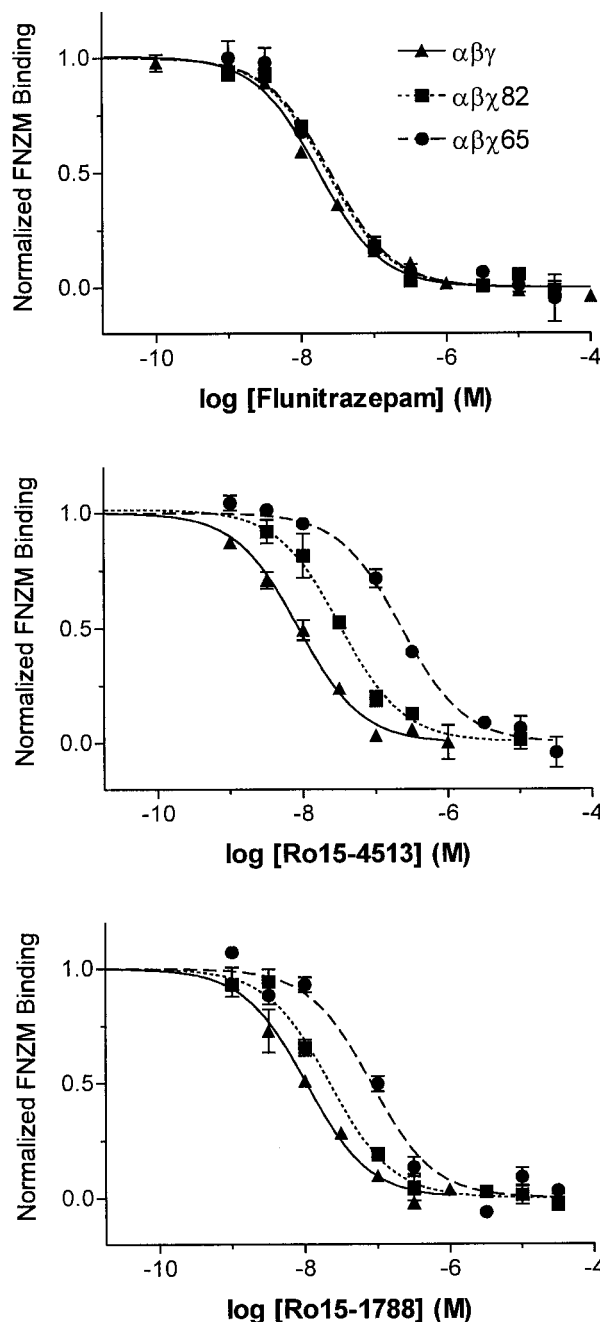 Normalized FNZM Binding
1.0
0.5
0.0
αβγ
αβχ82
αβχ65
-10
-8
-6
-4
log [Flunitrazepam] (M)
Normalized FNZM Binding
1.0
0.5
0.0
-10
-8
-6
-4
log [Ro15-4513] (M)
Normalized FNZM Binding
1.0
0.5
0.0
-10
-8
-6
-4
log [Ro15-1788] (M)